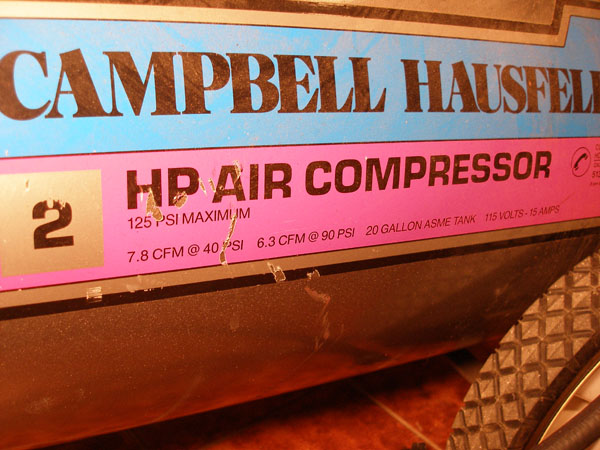 CAMPBELL HAUSFEL
2 HP AIR COMPRESSOR
125 PSI MAXIMUM
7.8 CFM @ 40 PSI 6.3 CFM @ 90 PSI 20 GALLON ASME TANK 115 VOLTS - 15 AMPS